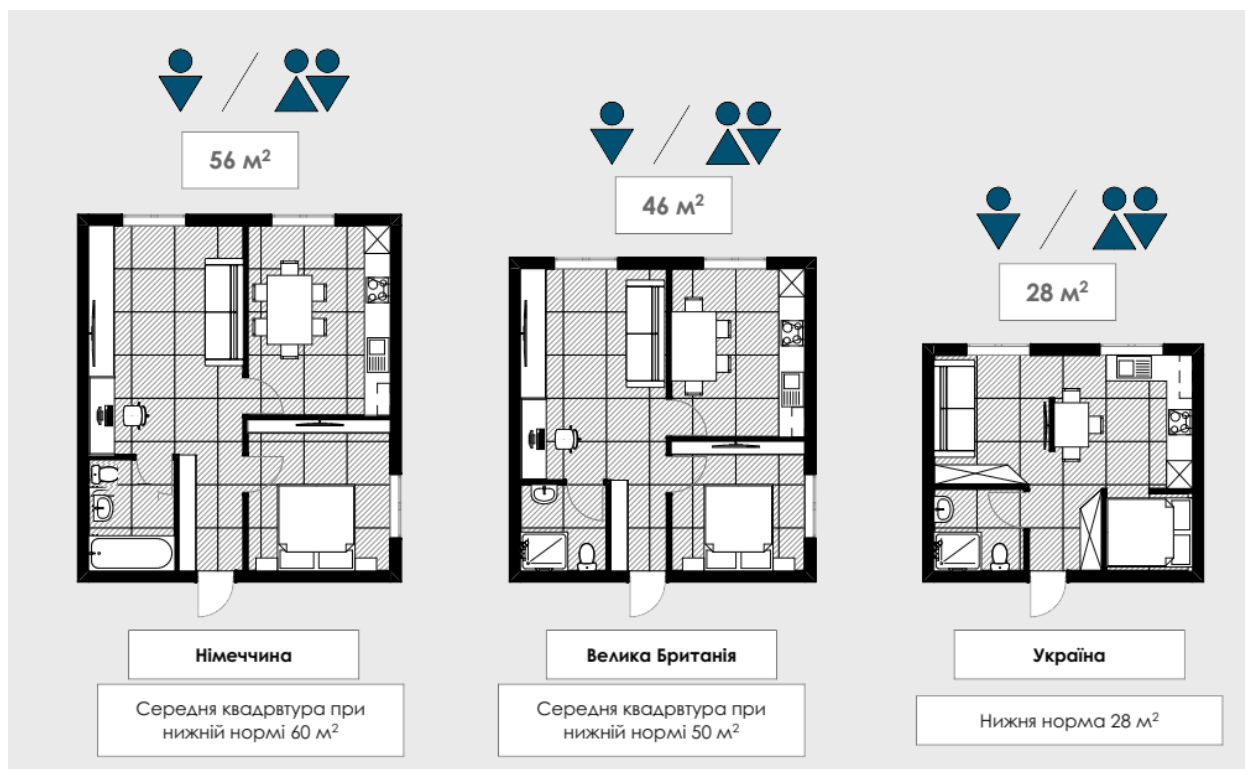 56 м²
46 м²
28 м²
Німеччина
Велика Британія
Україна
Середня квадрвтура при
нижній нормі 60 м²
Середня квадрвтура при
нижній нормі 50 м²
Нижня норма 28 м²